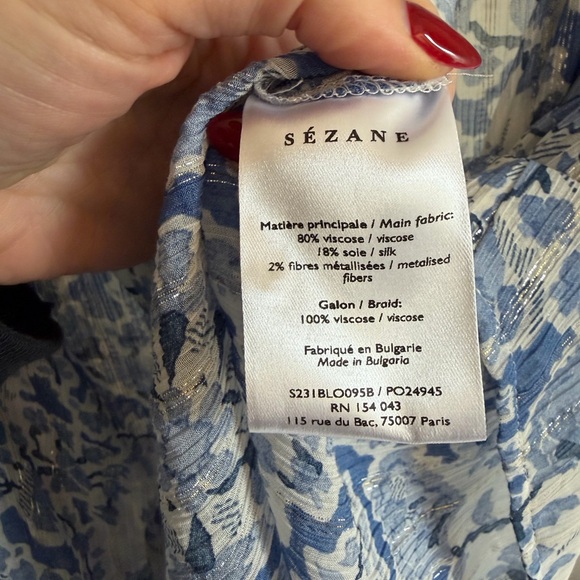 SÉZANE
Matière principale / Main fabric:
80% viscose / viscose
18% soie / silk
2% fibres métallisées / metalised
fibers
Galon / Braid:
100% viscose / viscose
Fabriqué en Bulgarie
Made in Bulgaria
S231BLO095B / PO24945
RN 154 043
115 rue du Bac, 75007 Paris